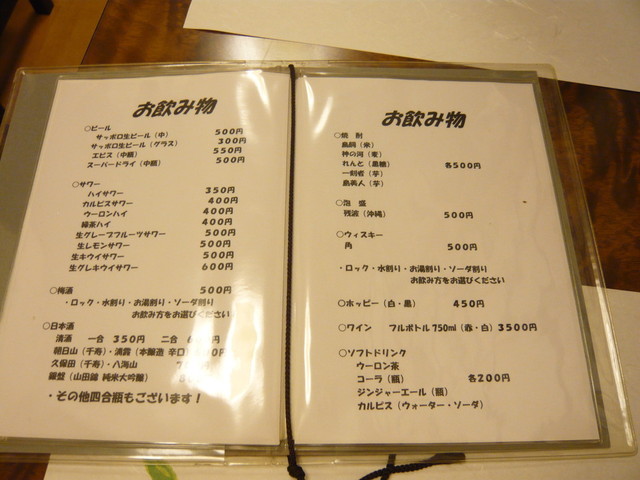 お飲み物
○ビール
サッポロ生ビール（中） 500円
サッポロ生ビール（グラス） 300円
エビス（中瓶） 550円
スーパードライ（中瓶） 500円
○サワー
ハイサワー 350円
カルピスサワー 400円
ウーロンハイ 400円
緑茶ハイ 400円
生グレープフルーツサワー 500円
生レモンサワー 500円
生キウイサワー 500円
生グレキウイサワー 600円
○梅酒 500円
・ロック・水割り・お湯割り・ソーダ割り
お飲み方をお選びください
○日本酒
清酒 一合 350円 二合
朝日山（千寿）・満露（本醸造 辛口）
久保田（千寿）・八海山
羅盤（山田錦 純米大吟醸）
・その他四合瓶もございます！
お飲み物
○焼 酎
鳥飼（米）
神の河（麦）
れんと（黒糖） 各500円
一刻者（芋）
島美人（芋）
○泡 盛
残波（沖縄） 500円
○ウィスキー
角 500円
・ロック・水割り・お湯割り・ソーダ割り
お飲み方をお選びください
○ホッピー（白・黒） 450円
○ワイン フルボトル750ml（赤・白）3500円
○ソフトドリンク
ウーロン茶
コーラ（瓶） 各200円
ジンジャーエール（瓶）
カルピス（ウォーター・ソーダ）